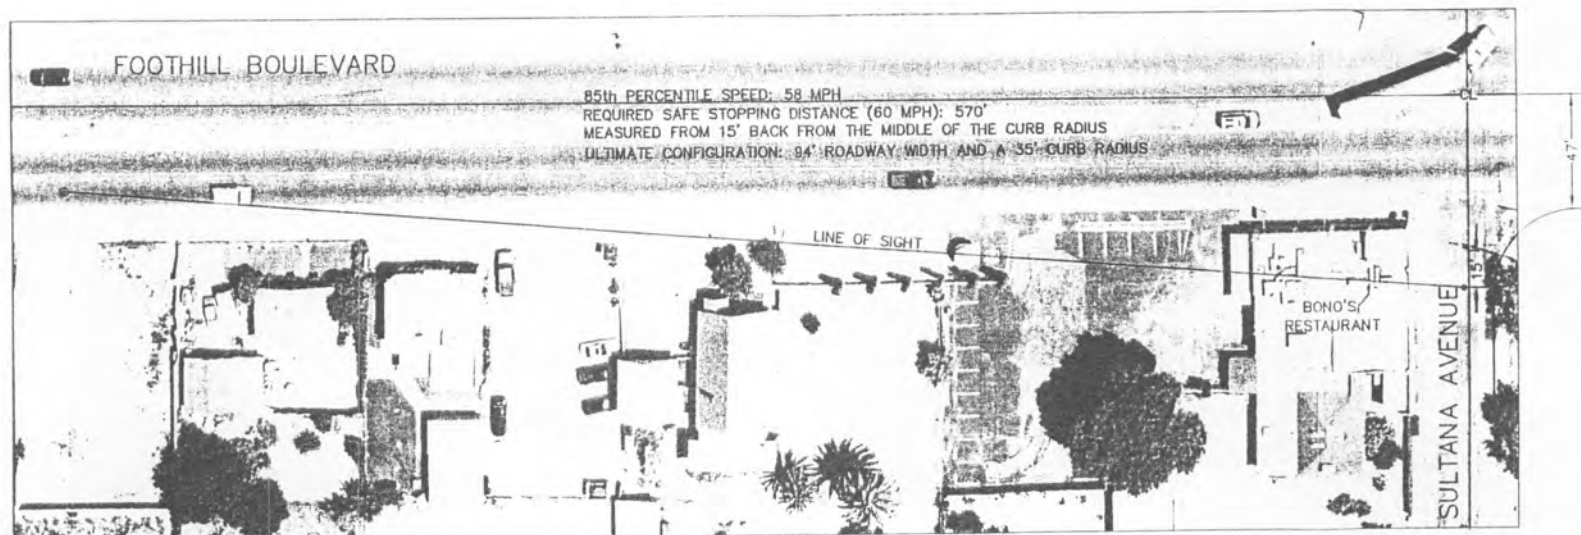 FOOTHILL BOULEVARD
85th PERCENTILE SPEED: 58 MPH
REQUIRED SAFE STOPPING DISTANCE (60 MPH): 570'
MEASURED FROM 15' BACK FROM THE MIDDLE OF THE CURB RADIUS
ULTIMATE CONFIGURATION: 94' ROADWAY WIDTH AND A 35' CURB RADIUS
CL
47'
LINE OF SIGHT
15'
BONO'S
RESTAURANT
SULTANA AVENUE